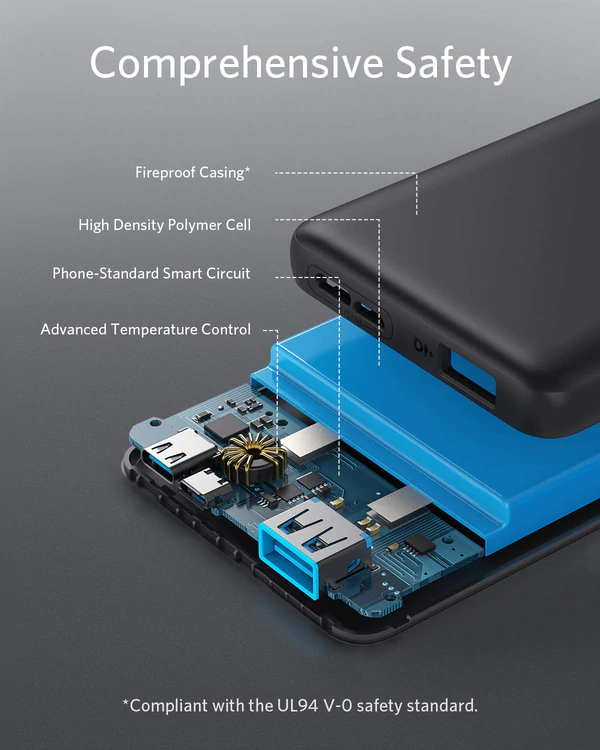 Comprehensive Safety
Fireproof Casing*
High Density Polymer Cell
Phone-Standard Smart Circuit
Advanced Temperature Control
*Compliant with the UL94 V-0 safety standard.